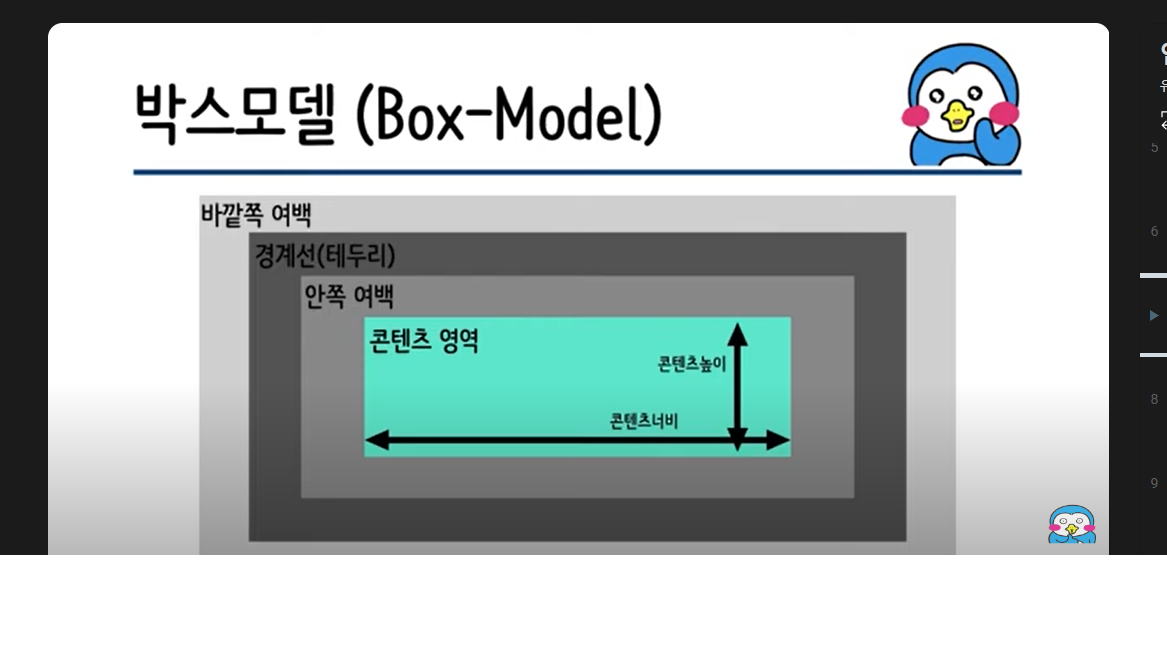 박스모델 (Box-Model)
바깥쪽 여백
경계선(테두리)
안쪽 여백
콘텐츠 영역
콘텐츠높이
콘텐츠너비
5
6
8
9